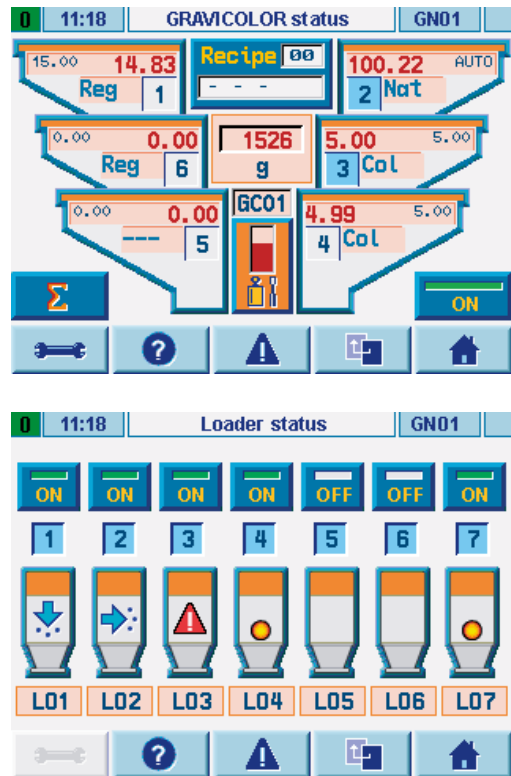 0 11:18 GRAVICOLOR status GN01
15.00 14.83 Recipe 00 100.22 AUTO
Reg 1 - - - 2 Nat
0.00 0.00 1526 5.00 5.00
Reg 6 g 3 Col
0.00 0.00 GC01 4.99 5.00
--- 5 4 Col
Σ ON
?
0 11:18 Loader status GN01
ON ON ON ON OFF OFF ON
1 2 3 4 5 6 7
L01 L02 L03 L04 L05 L06 L07
?